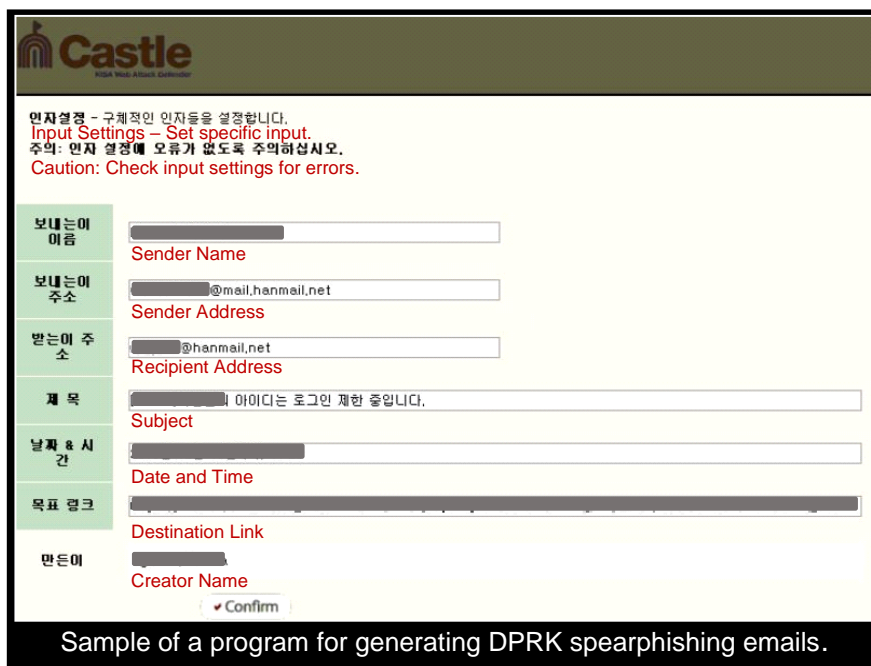 Castle
KISA Web Attack Defender
인자설정 - 구체적인 인자들을 설정합니다.
Input Settings – Set specific input.
주의: 인자 설정에 오류가 없도록 주의하십시오.
Caution: Check input settings for errors.
보내는이
이름
Sender Name
보내는이
주소
@mail.hanmail.net
Sender Address
받는이 주
소
@hanmail.net
Recipient Address
제 목
아이디는 로그인 제한 중입니다.
Subject
날짜 & 시
간
Date and Time
목표 링크
Destination Link
만든이
Creator Name
Confirm
Sample of a program for generating DPRK spearphishing emails.